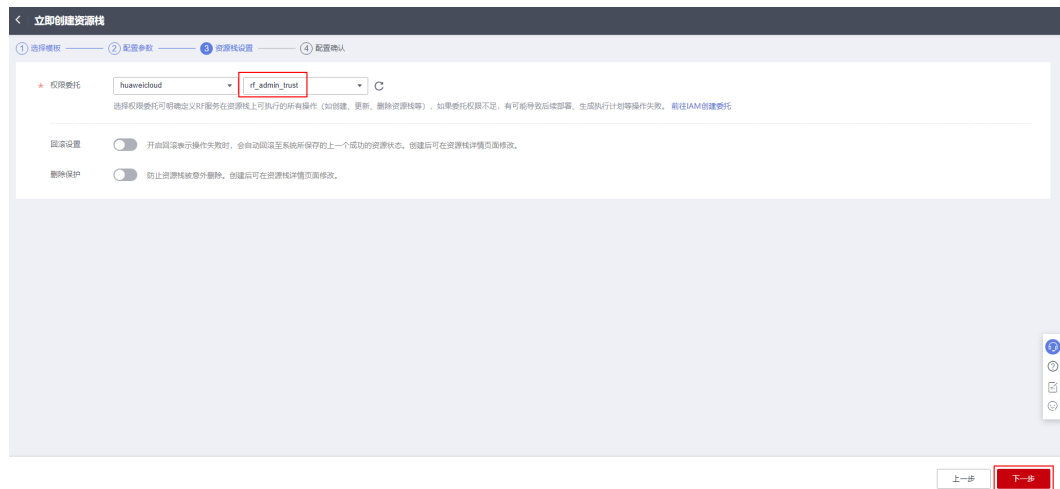 立即创建资源栈
1 选择模板 2 配置参数 3 资源栈设置 4 配置确认
* 权限委托 huaweicloud rf_admin_trust
选择权限委托可明确定义RF服务在资源栈上可执行的所有操作（如创建、更新、删除资源栈等），如果委托权限不足，有可能导致后续部署、生成执行计划等操作失败。 前往IAM创建委托
回滚设置 开启回滚表示操作失败时，会自动回滚至系统所保存的上一个成功的资源状态。创建后可在资源栈详情页面修改。
删除保护 防止资源栈被意外删除。创建后可在资源栈详情页面修改。
上一步 下一步